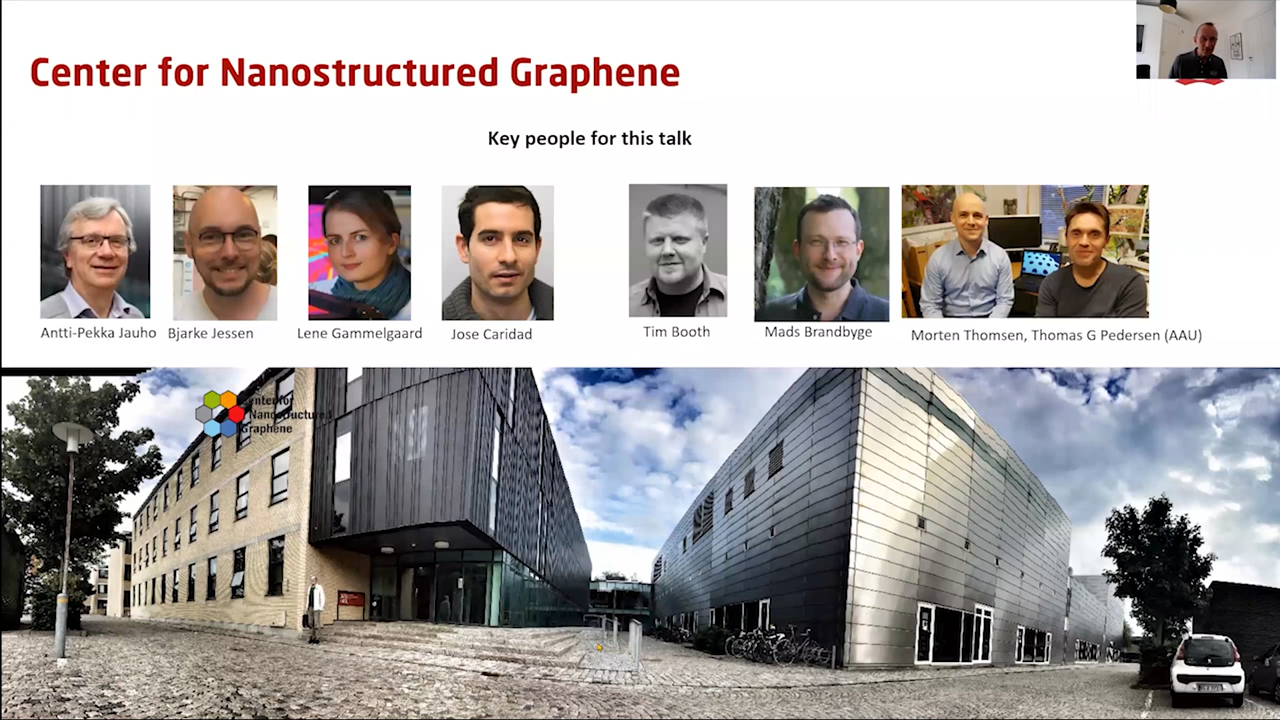 Center for Nanostructured Graphene
Key people for this talk
Antti-Pekka Jauho
Bjarke Jessen
Lene Gammelgaard
Jose Caridad
Tim Booth
Mads Brandbyge
Morten Thomsen, Thomas G Pedersen (AAU)
Center for
Nanostructured
Graphene